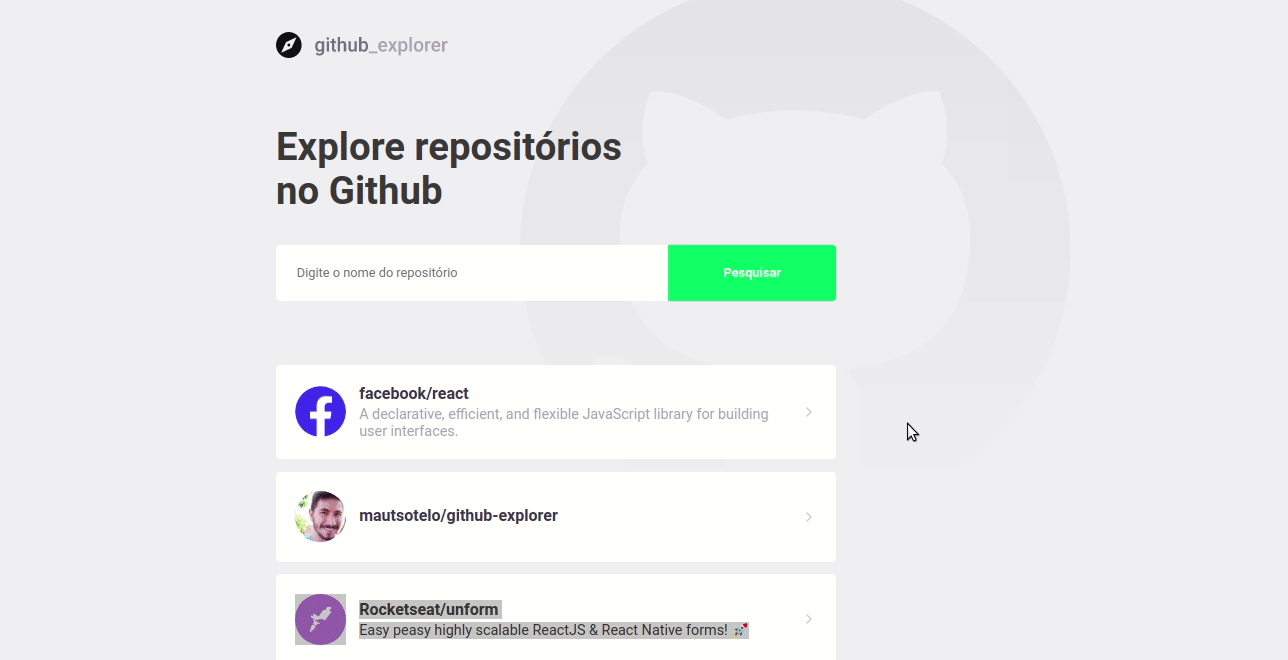 github_explorer
Explore repositórios
no Github
Digite o nome do repositório
Pesquisar
facebook/react
A declarative, efficient, and flexible JavaScript library for building
user interfaces.
mautsotelo/github-explorer
Rocketseat/unform
Easy peasy highly scalable ReactJS & React Native forms! 🚀